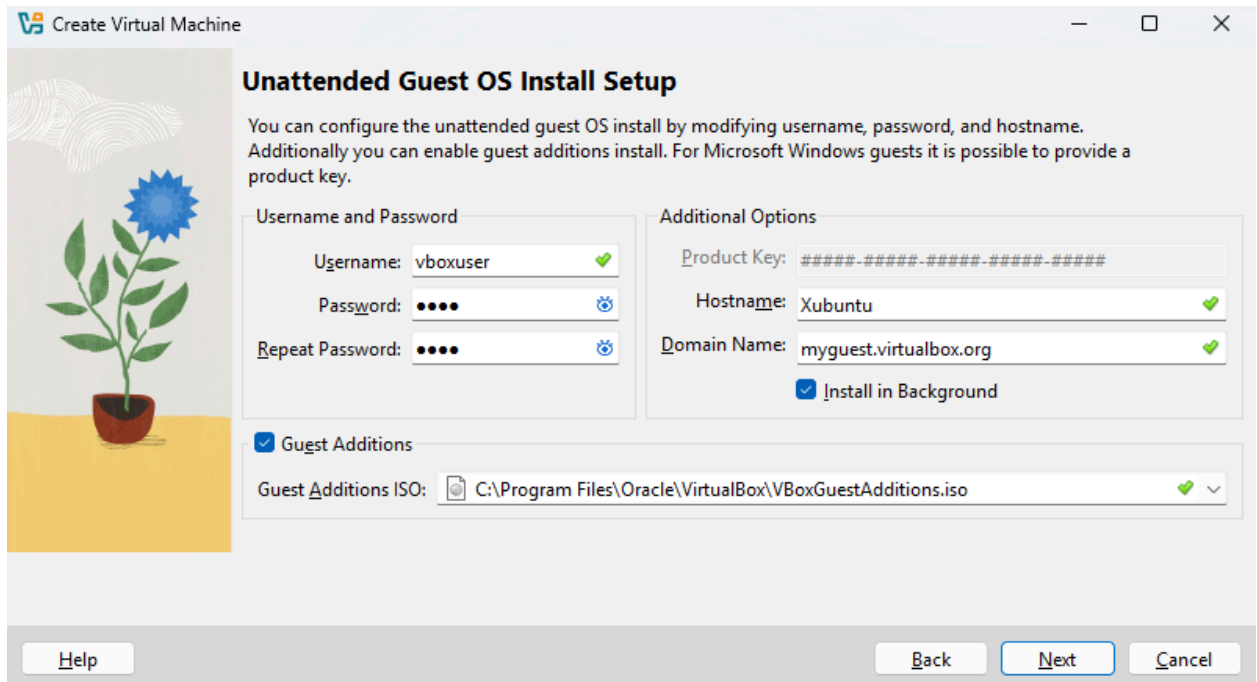 Create Virtual Machine
Unattended Guest OS Install Setup
You can configure the unattended guest OS install by modifying username, password, and hostname.
Additionally you can enable guest additions install. For Microsoft Windows guests it is possible to provide a
product key.
Username and Password
Username: vboxuser
Password: ●●●●
Repeat Password: ●●●●
Additional Options
Product Key: #####-#####-#####-#####-#####
Hostname: Xubuntu
Domain Name: myguest.virtualbox.org
Install in Background
Guest Additions
Guest Additions ISO: C:\Program Files\Oracle\VirtualBox\VBoxGuestAdditions.iso
Help
Back
Next
Cancel